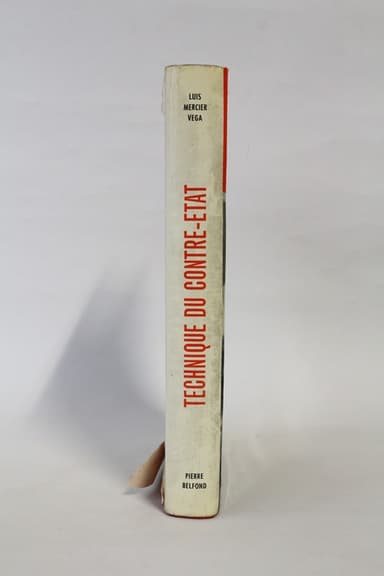 LUIS
MERCIER
VEGA
TECHNIQUE DU CONTRE-ETAT
PIERRE
BELFOND